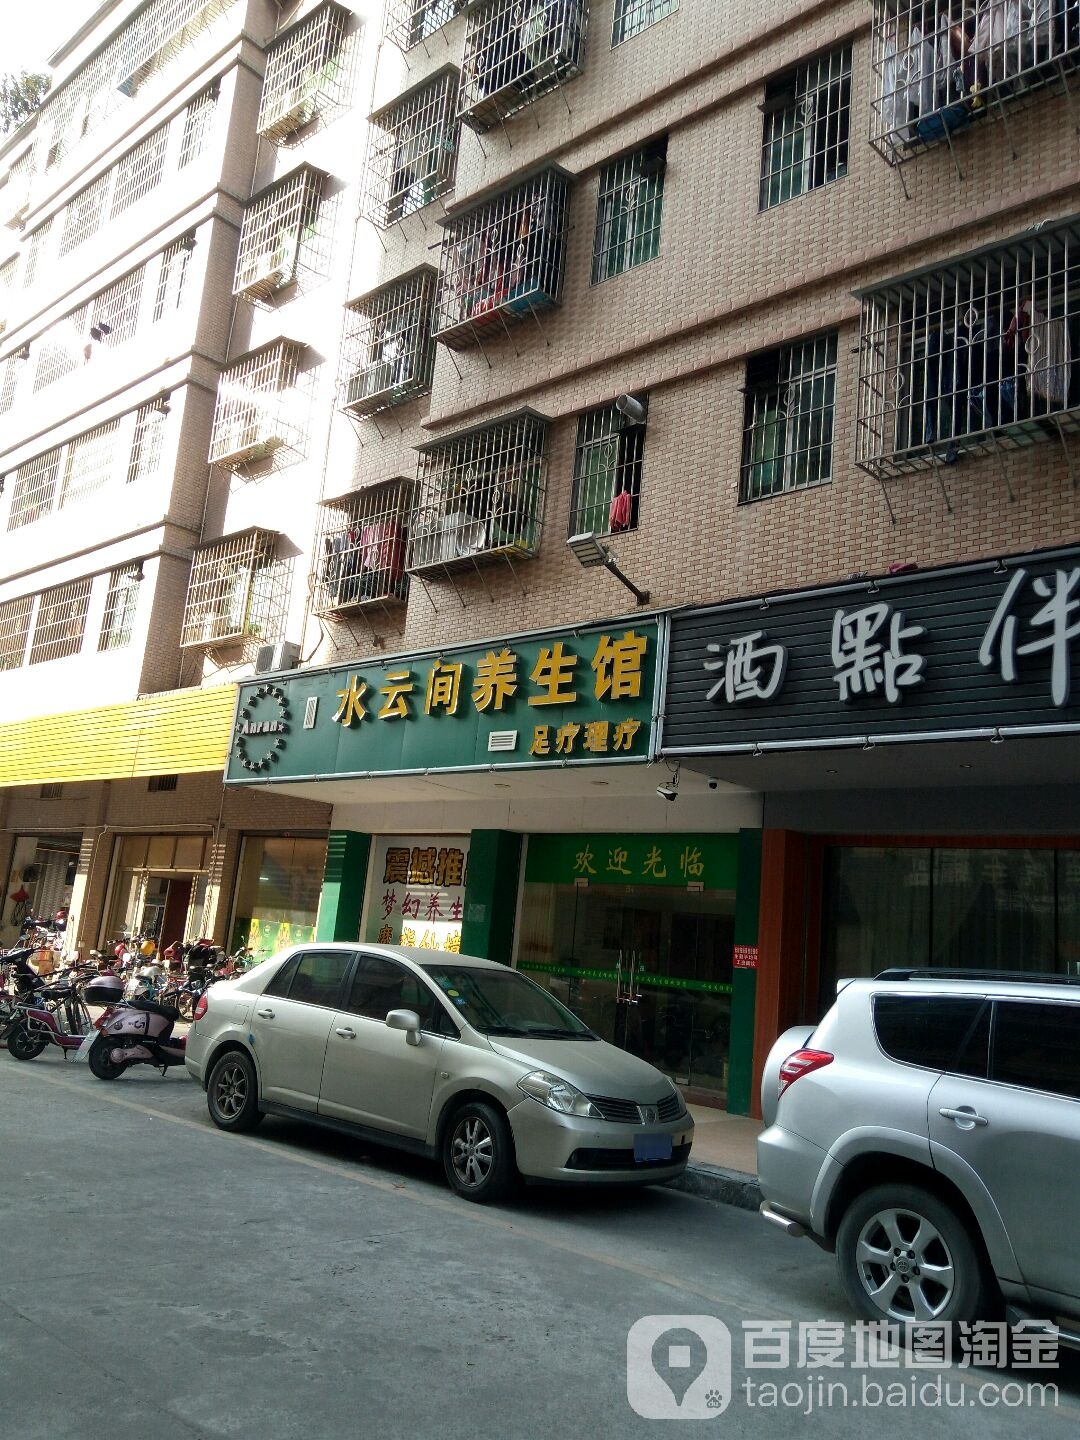 Anran
水云间养生馆
足疗理疗
酒點伴
欢迎光临
震撼推
梦幻养生
百度地图淘金
taojin.baidu.com